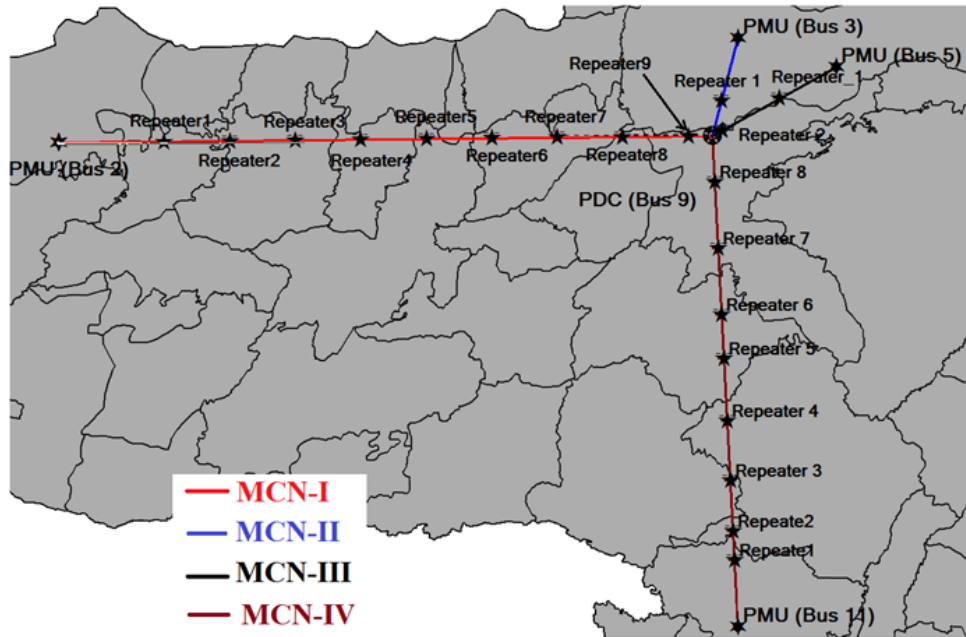 PMU (Bus 3)
PMU (Bus 5)
Repeater9
Repeater 1
Repeater_1
Repeater1
Repeater3
Repeater5
Repeater7
Repeater 2
Repeater2
Repeater4
Repeater6
Repeater8
PMU (Bus 2)
Repeater 8
PDC (Bus 9)
Repeater 7
Repeater 6
Repeater 5
Repeater 4
Repeater 3
Repeate2
Repeate1
PMU (Bus 11)
MCN-I
MCN-II
MCN-III
MCN-IV